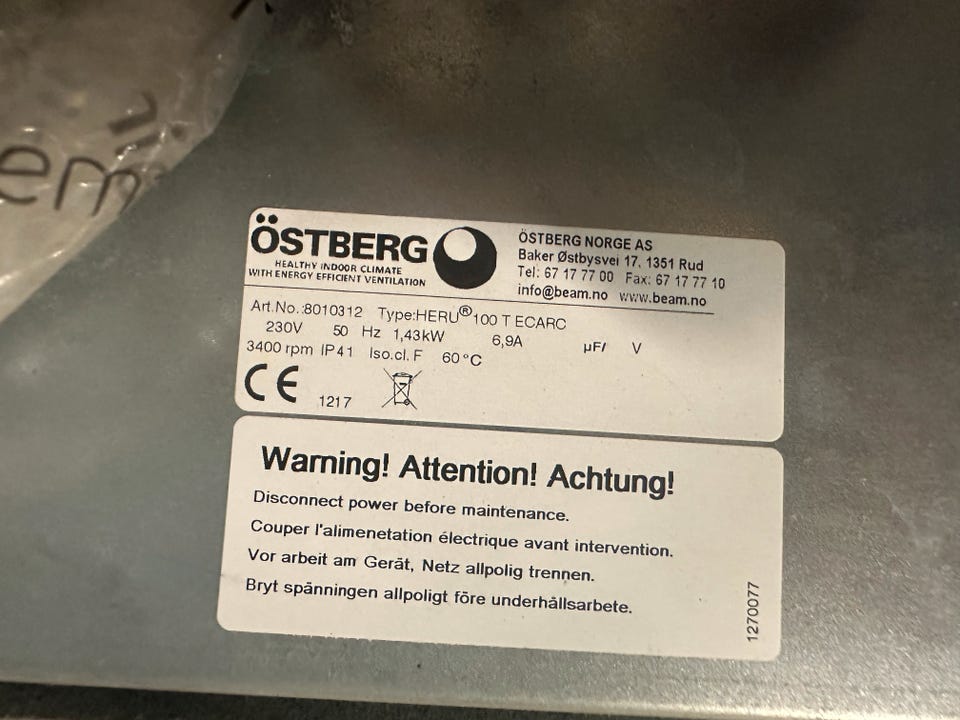 em
ÖSTBERG
HEALTHY INDOOR CLIMATE
WITH ENERGY EFFICIENT VENTILATION
ÖSTBERG NORGE AS
Baker Østbysvei 17, 1351 Rud
Tel: 67 17 77 00 Fax: 67 17 77 10
info@beam.no www.beam.no
Art.No.:8010312 Type:HERU®100 T ECARC
230V 50 Hz 1,43kW 6,9A µF/ V
3400 rpm IP41 Iso.cl. F 60°C
CE 1217
Warning! Attention! Achtung!
Disconnect power before maintenance.
Couper l'alimenetation électrique avant intervention.
Vor arbeit am Gerät, Netz allpolig trennen.
Bryt spänningen allpoligt före underhållsarbete.
1270077